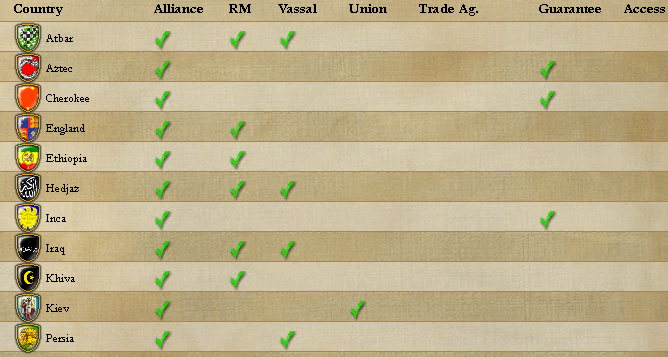 Country Alliance RM Vassal Union Trade Ag. Guarantee Access
Atbar
Aztec
Cherokee
England
Ethiopia
Hedjaz
Inca
Iraq
Khiva
Kiev
Persia